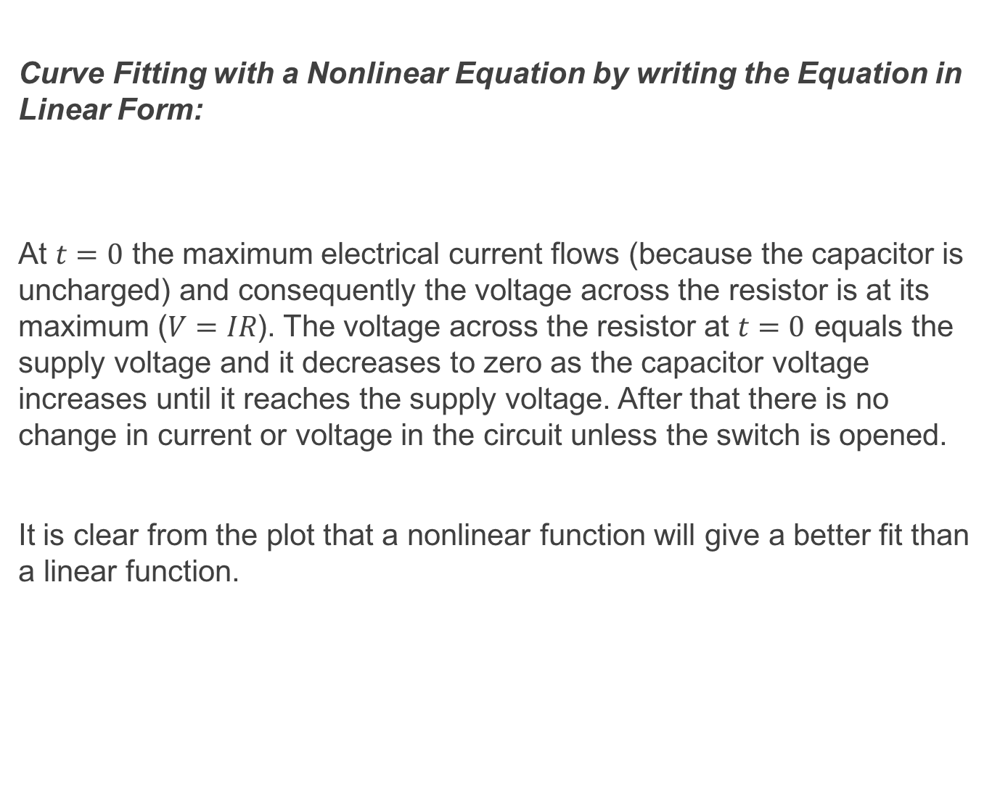 Curve Fitting with a Nonlinear Equation by writing the Equation in
Linear Form:
At t = 0 the maximum electrical current flows (because the capacitor is
uncharged) and consequently the voltage across the resistor is at its
maximum (V = IR). The voltage across the resistor at t = 0 equals the
supply voltage and it decreases to zero as the capacitor voltage
increases until it reaches the supply voltage. After that there is no
change in current or voltage in the circuit unless the switch is opened.
It is clear from the plot that a nonlinear function will give a better fit than
a linear function.